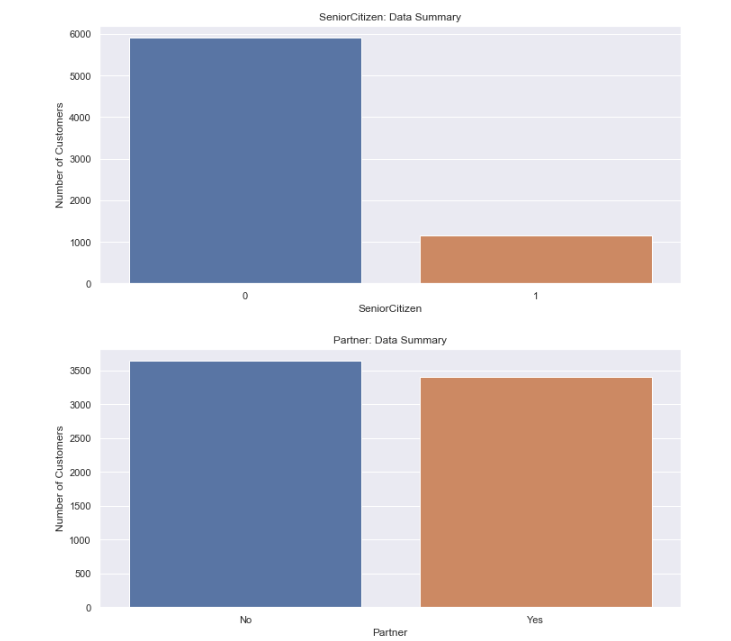 SeniorCitizen: Data Summary
6000
5000
4000
3000
2000
1000
0
Number of Customers
0 1
SeniorCitizen
Partner: Data Summary
3500
3000
2500
2000
1500
1000
500
0
Number of Customers
No Yes
Partner